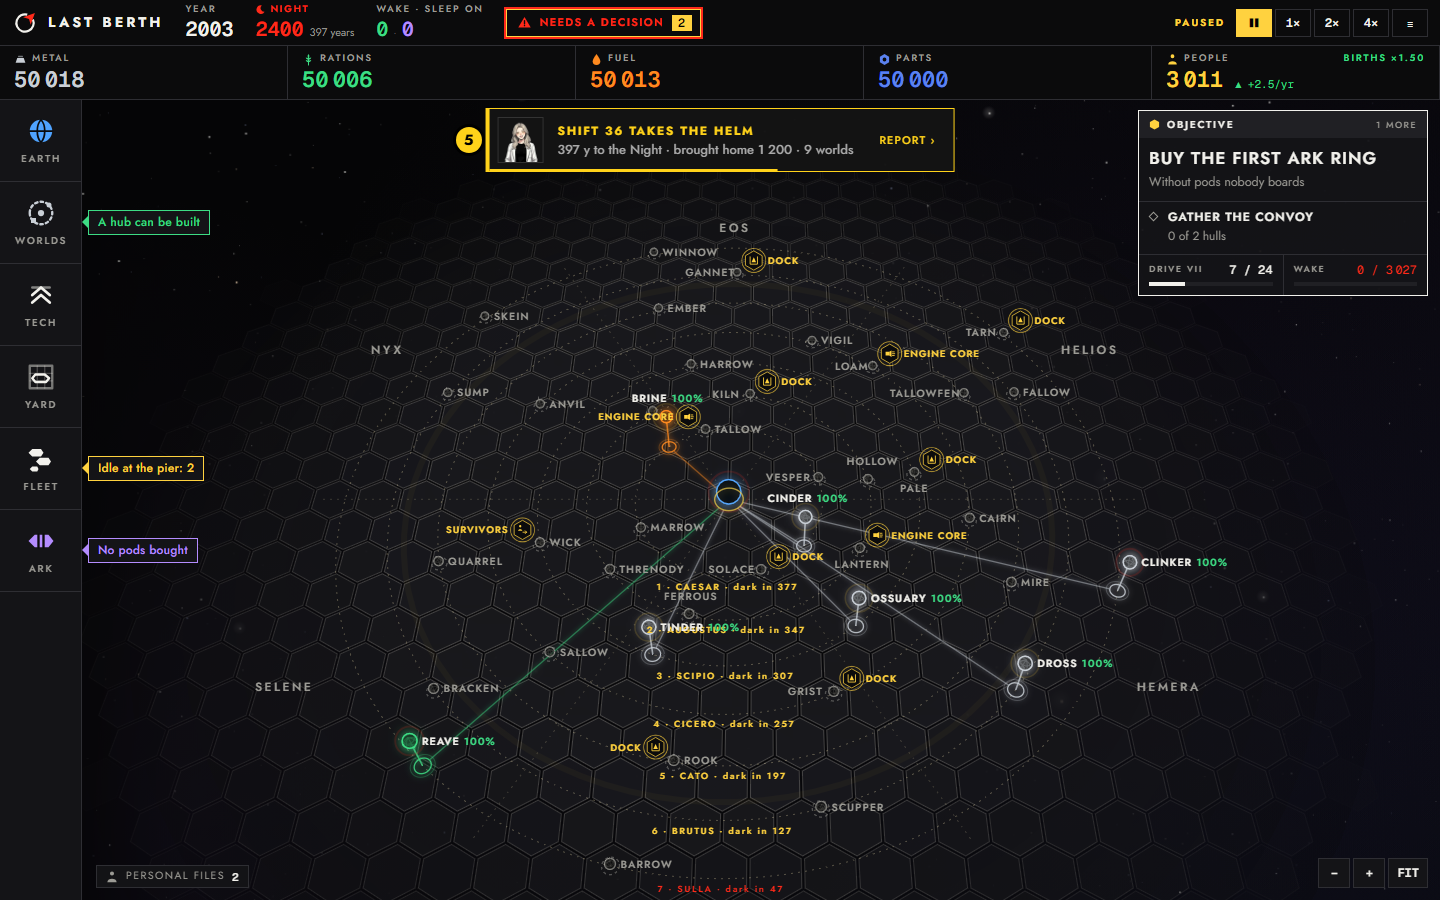 LAST BERTH
YEAR
2003
NIGHT
2400 397 years
WAKE · SLEEP ON
0 · 0
NEEDS A DECISION 2
PAUSED
1×
2×
4×
≡
METAL
50 018
RATIONS
50 006
FUEL
50 013
PARTS
50 000
PEOPLE
BIRTHS ×1.50
3 011 ▲ +2.5/yr
EARTH
WORLDS
TECH
YARD
FLEET
ARK
A hub can be built
Idle at the pier: 2
No pods bought
5
SHIFT 36 TAKES THE HELM
397 y to the Night · brought home 1 200 · 9 worlds
REPORT ›
OBJECTIVE
1 MORE
BUY THE FIRST ARK RING
Without pods nobody boards
GATHER THE CONVOY
0 of 2 hulls
DRIVE VII 7 / 24
WAKE 0 / 3 027
EOS
WINNOW
GANNET
DOCK
SKEIN
EMBER
TARN
DOCK
NYX
VIGIL
ENGINE CORE
HELIOS
HARROW
LOAM
SUMP
KILN
DOCK
TALLOWFEN
FALLOW
BRINE 100%
ANVIL
ENGINE CORE
TALLOW
HOLLOW
DOCK
VESPER
PALE
CINDER 100%
SURVIVORS
MARROW
CAIRN
WICK
ENGINE CORE
QUARREL
THRENODY
SOLACE
DOCK
LANTERN
CLINKER 100%
1 · CAESAR · dark in 377
MIRE
FERROUS
OSSUARY 100%
TINDER 100%
2 · AUGUSTUS · dark in 347
SALLOW
DROSS 100%
3 · SCIPIO · dark in 307
SELENE
BRACKEN
GRIST
DOCK
HEMERA
4 · CICERO · dark in 257
REAVE 100%
DOCK
ROOK
5 · CATO · dark in 197
SCUPPER
6 · BRUTUS · dark in 127
BARROW
7 · SULLA · dark in 47
PERSONAL FILES 2
−
+
FIT